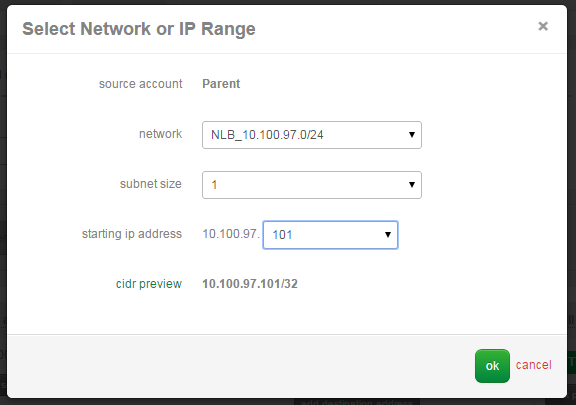 Select Network or IP Range ×
source account Parent
network NLB_10.100.97.0/24
subnet size 1
starting ip address 10.100.97. 101
cidr preview 10.100.97.101/32
ok cancel